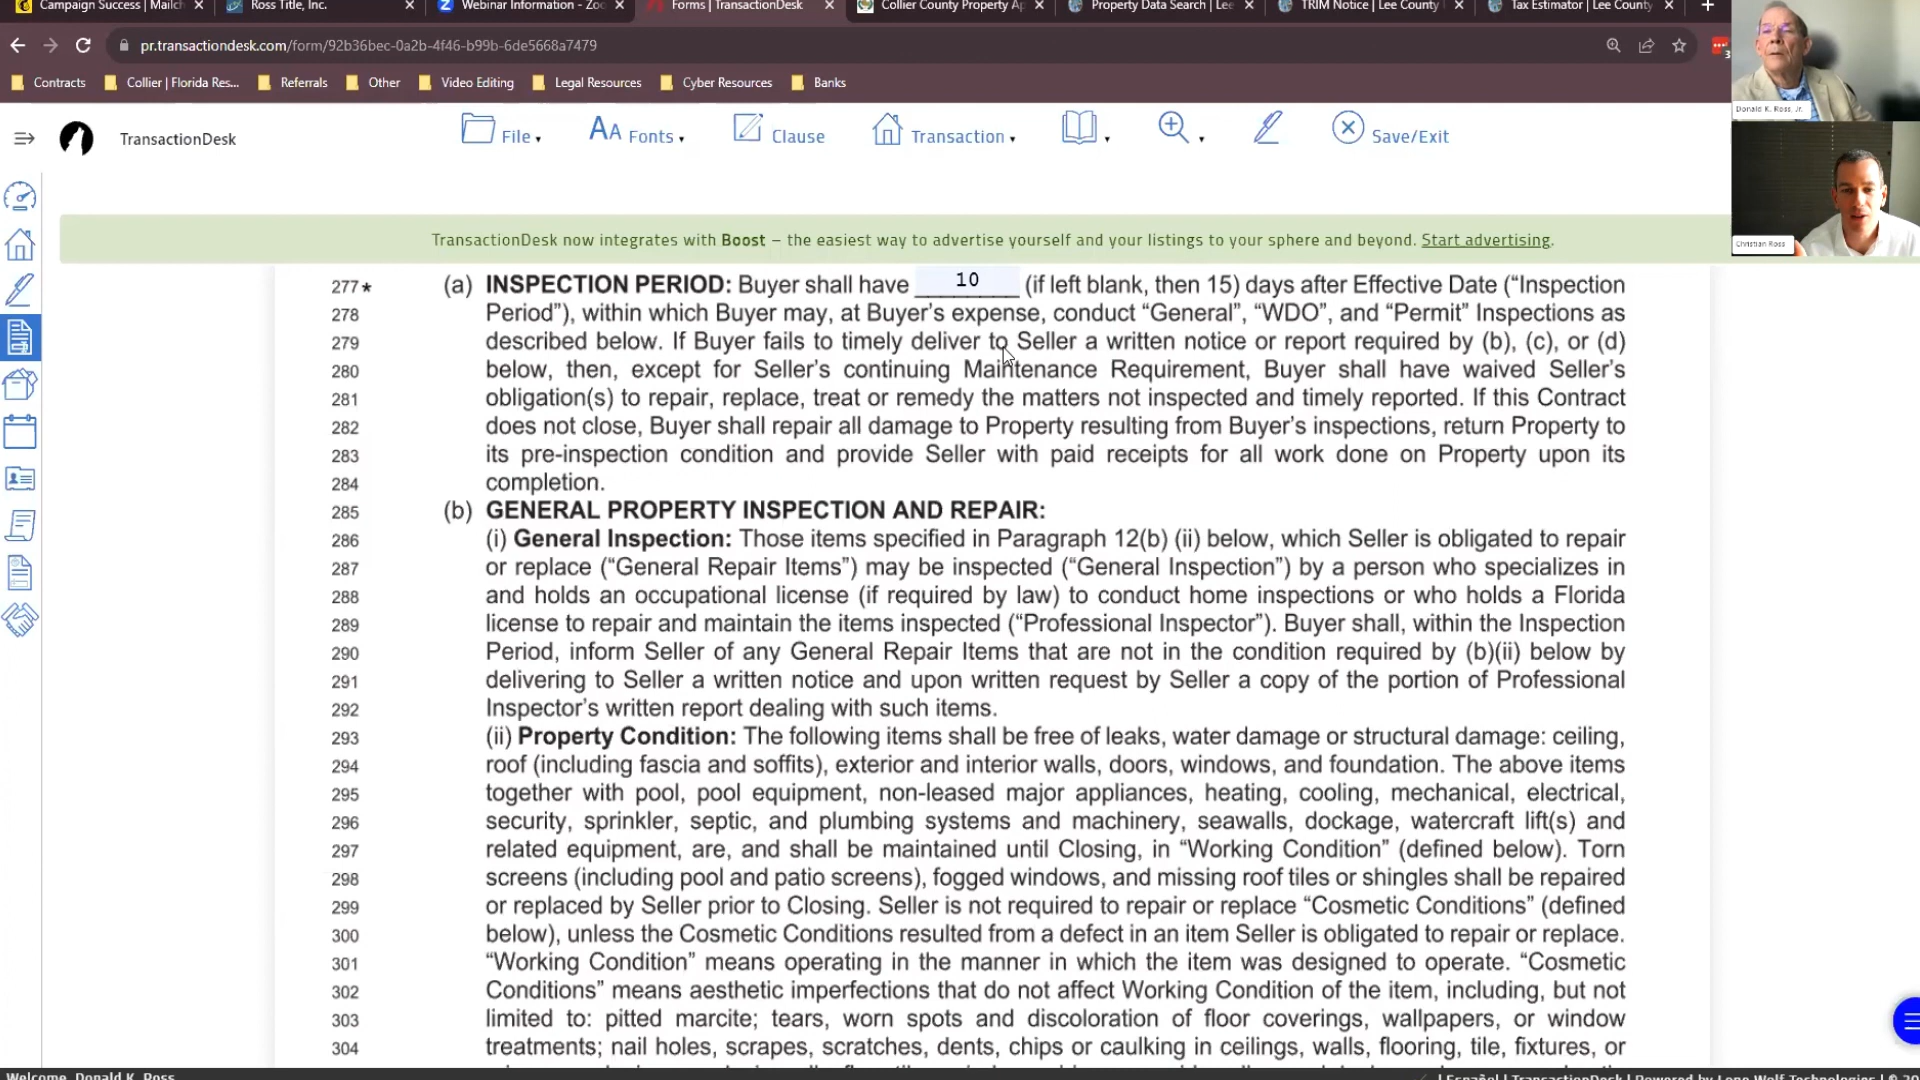 Campaign Success | Mailch
Ross Title, Inc.
Webinar Information - Zoo
Forms | TransactionDesk
Collier County Property Ap
Property Data Search | Lee
TRIM Notice | Lee County
Tax Estimator | Lee County
pr.transactiondesk.com/form/92b36bec-0a2b-4f46-b99b-6de5668a7479
3
Contracts
Collier | Florida Res...
Referrals
Other
Video Editing
Legal Resources
Cyber Resources
Banks
Donald K. Ross, Jr.
Christian Ross
TransactionDesk
File
AA Fonts
Clause
Transaction
Save/Exit
TransactionDesk now integrates with Boost – the easiest way to advertise yourself and your listings to your sphere and beyond. Start advertising.
277★ (a) INSPECTION PERIOD: Buyer shall have 10 (if left blank, then 15) days after Effective Date (“Inspection
278 Period”), within which Buyer may, at Buyer’s expense, conduct “General”, “WDO”, and “Permit” Inspections as
279 described below. If Buyer fails to timely deliver to Seller a written notice or report required by (b), (c), or (d)
280 below, then, except for Seller’s continuing Maintenance Requirement, Buyer shall have waived Seller’s
281 obligation(s) to repair, replace, treat or remedy the matters not inspected and timely reported. If this Contract
282 does not close, Buyer shall repair all damage to Property resulting from Buyer’s inspections, return Property to
283 its pre-inspection condition and provide Seller with paid receipts for all work done on Property upon its
284 completion.
285 (b) GENERAL PROPERTY INSPECTION AND REPAIR:
286 (i) General Inspection: Those items specified in Paragraph 12(b) (ii) below, which Seller is obligated to repair
287 or replace (“General Repair Items”) may be inspected (“General Inspection”) by a person who specializes in
288 and holds an occupational license (if required by law) to conduct home inspections or who holds a Florida
289 license to repair and maintain the items inspected (“Professional Inspector”). Buyer shall, within the Inspection
290 Period, inform Seller of any General Repair Items that are not in the condition required by (b)(ii) below by
291 delivering to Seller a written notice and upon written request by Seller a copy of the portion of Professional
292 Inspector’s written report dealing with such items.
293 (ii) Property Condition: The following items shall be free of leaks, water damage or structural damage: ceiling,
294 roof (including fascia and soffits), exterior and interior walls, doors, windows, and foundation. The above items
295 together with pool, pool equipment, non-leased major appliances, heating, cooling, mechanical, electrical,
296 security, sprinkler, septic, and plumbing systems and machinery, seawalls, dockage, watercraft lift(s) and
297 related equipment, are, and shall be maintained until Closing, in “Working Condition” (defined below). Torn
298 screens (including pool and patio screens), fogged windows, and missing roof tiles or shingles shall be repaired
299 or replaced by Seller prior to Closing. Seller is not required to repair or replace “Cosmetic Conditions” (defined
300 below), unless the Cosmetic Conditions resulted from a defect in an item Seller is obligated to repair or replace.
301 “Working Condition” means operating in the manner in which the item was designed to operate. “Cosmetic
302 Conditions” means aesthetic imperfections that do not affect Working Condition of the item, including, but not
303 limited to: pitted marcite; tears, worn spots and discoloration of floor coverings, wallpapers, or window
304 treatments; nail holes, scrapes, scratches, dents, chips or caulking in ceilings, walls, flooring, tile, fixtures, or
Welcome, Donald K. Ross
| Español | TransactionDesk | Powered by Lone Wolf Technologies | © 20